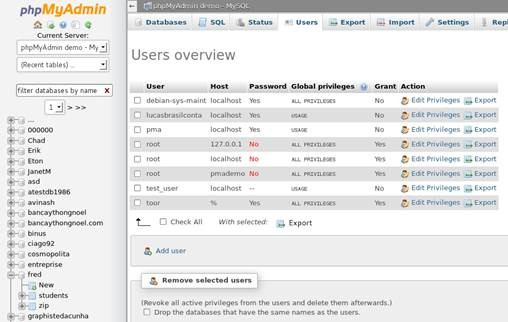 phpMyAdmin
Current Server:
phpMyAdmin demo - My
(Recent tables) ...
filter databases by name X
1 > >>
...
000000
Chad
Erik
Eton
JanetM
asd
atestdb1986
avinash
bancaythongnoel
bancaythongnoel.com
binus
ciago92
cosmopolita
entreprise
fred
New
students
zip
graphistedacunha
phpMyAdmin demo - MySQL
Databases SQL Status Users Export Import Settings Repl
Users overview
User Host Password Global privileges Grant Action
debian-sys-maint localhost Yes ALL PRIVILEGES No Edit Privileges Export
lucasbrasilconta localhost Yes USAGE No Edit Privileges Export
pma localhost Yes USAGE No Edit Privileges Export
root 127.0.0.1 No ALL PRIVILEGES Yes Edit Privileges Export
root localhost No ALL PRIVILEGES Yes Edit Privileges Export
root pmademo No ALL PRIVILEGES Yes Edit Privileges Export
test_user localhost -- USAGE No Edit Privileges Export
toor % Yes ALL PRIVILEGES Yes Edit Privileges Export
Check All With selected: Export
Add user
Remove selected users
(Revoke all active privileges from the users and delete them afterwards.)
Drop the databases that have the same names as the users.